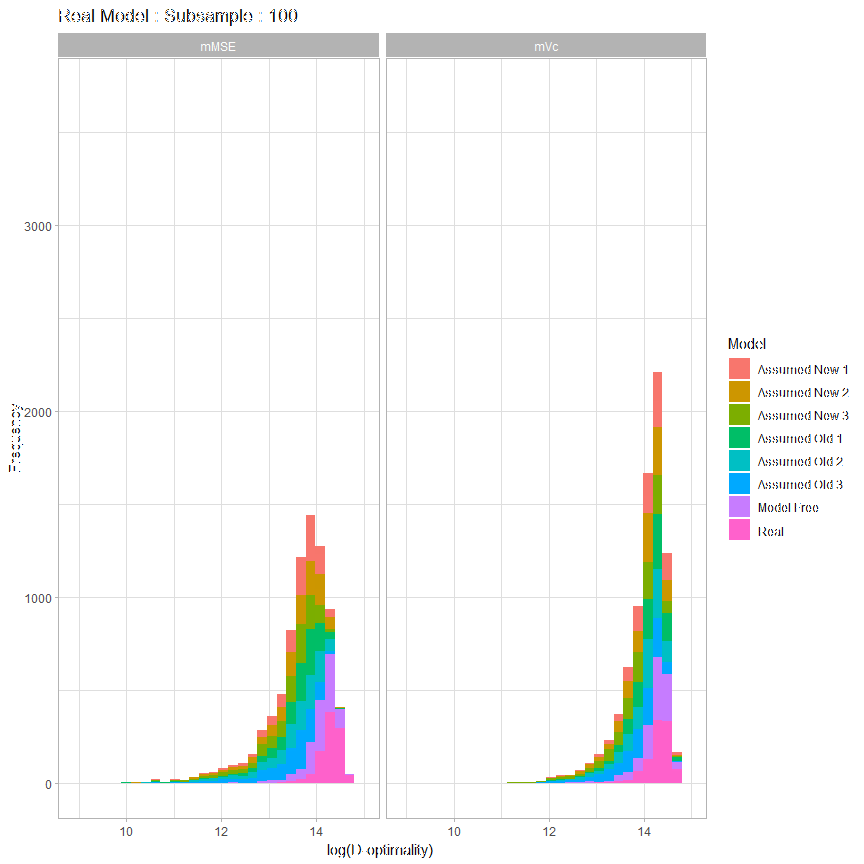 Real Model :: Subsample : 100
mMSE
mVc
3000
2000
1000
0
Frequency
10
12
14
10
12
14
log(D-optimality)
Model
Assumed New 1
Assumed New 2
Assumed New 3
Assumed Old 1
Assumed Old 2
Assumed Old 3
Model Free
Real